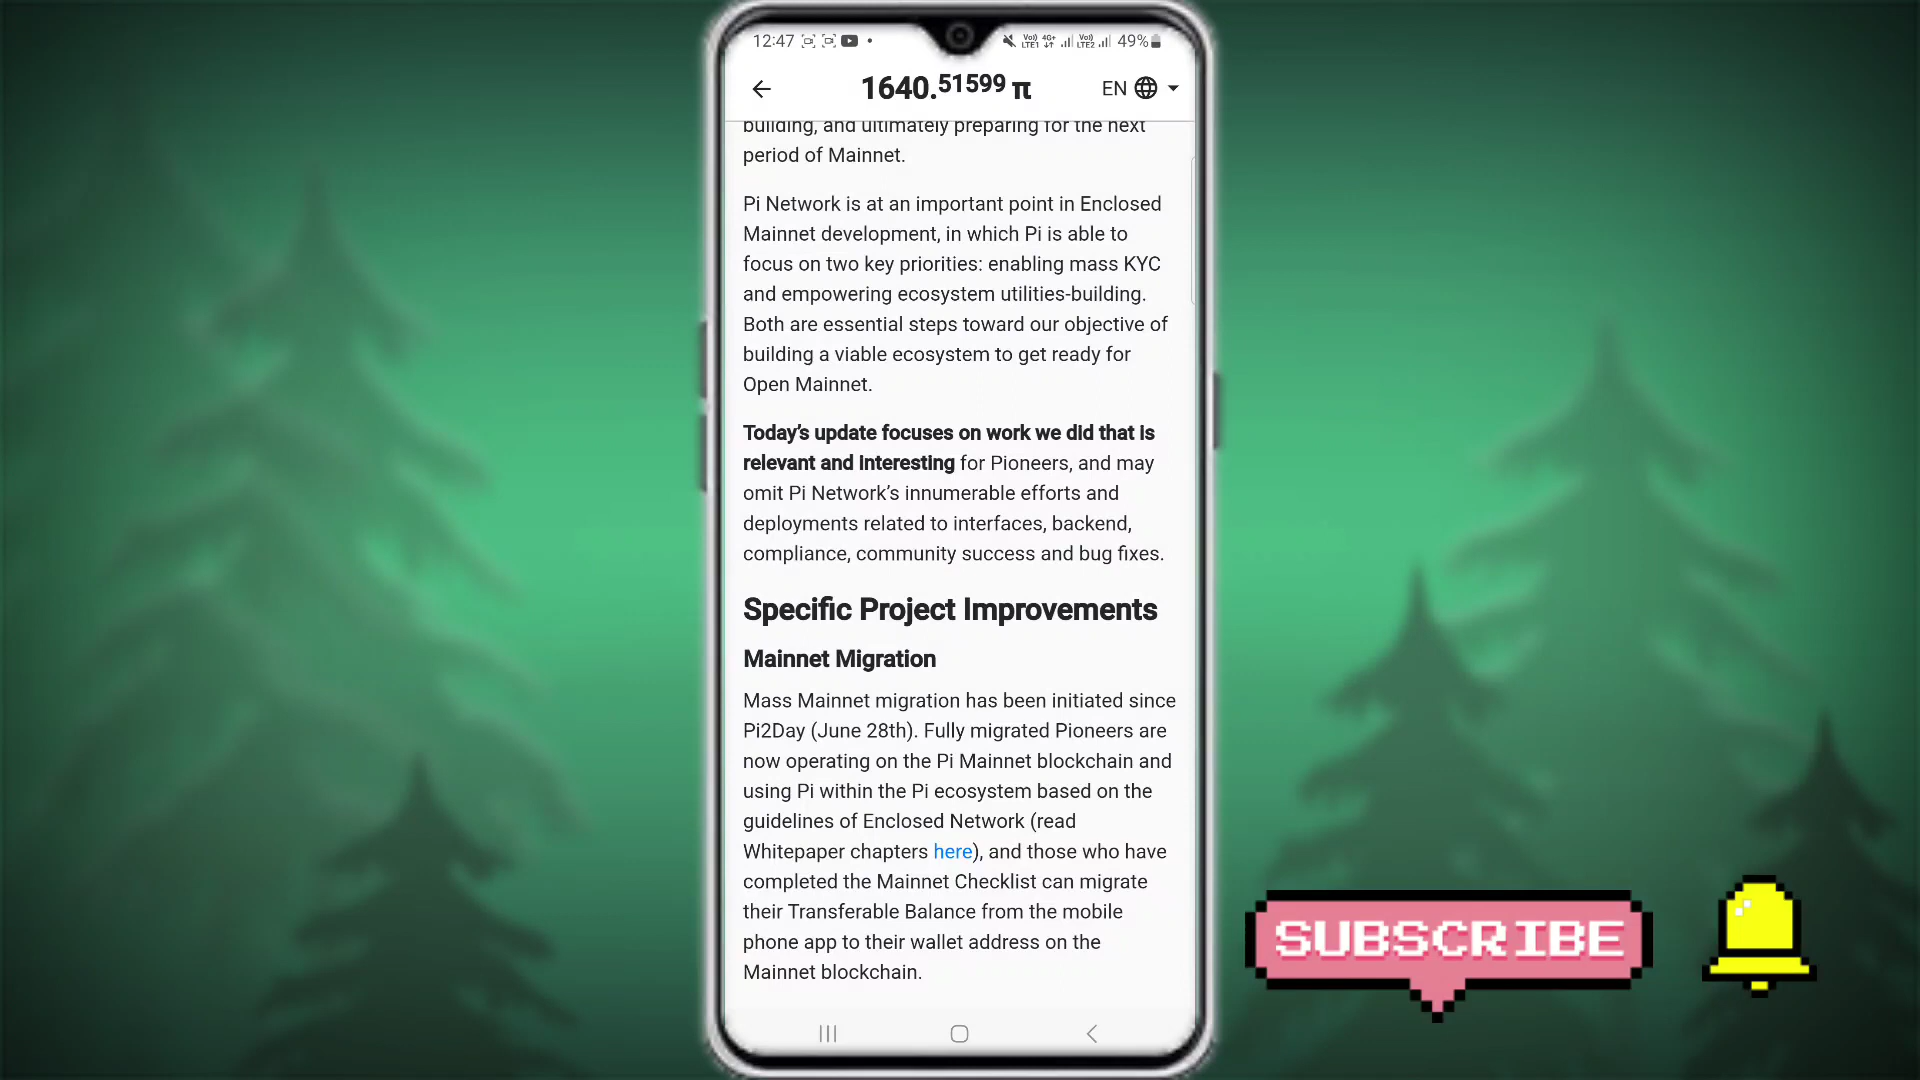 12:47
Vo)) LTE1 4G+ Vo)) LTE2 49%
1640.51599 π
EN
building, and ultimately preparing for the next
period of Mainnet.
Pi Network is at an important point in Enclosed
Mainnet development, in which Pi is able to
focus on two key priorities: enabling mass KYC
and empowering ecosystem utilities-building.
Both are essential steps toward our objective of
building a viable ecosystem to get ready for
Open Mainnet.
Today’s update focuses on work we did that is
relevant and interesting for Pioneers, and may
omit Pi Network’s innumerable efforts and
deployments related to interfaces, backend,
compliance, community success and bug fixes.
Specific Project Improvements
Mainnet Migration
Mass Mainnet migration has been initiated since
Pi2Day (June 28th). Fully migrated Pioneers are
now operating on the Pi Mainnet blockchain and
using Pi within the Pi ecosystem based on the
guidelines of Enclosed Network (read
Whitepaper chapters here), and those who have
completed the Mainnet Checklist can migrate
their Transferable Balance from the mobile
phone app to their wallet address on the
Mainnet blockchain.
SUBSCRIBE